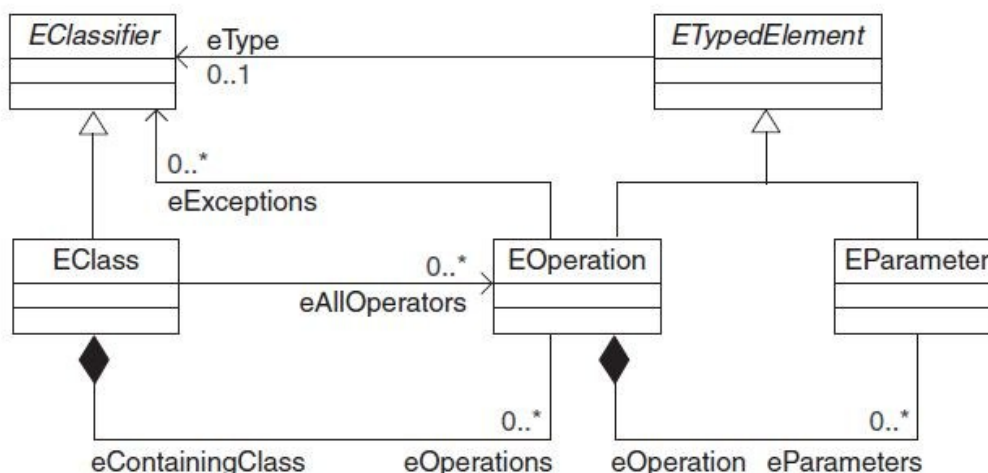 EClassifier
eType
0..1
ETypedElement
0..*
eExceptions
EClass
0..*
eAllOperators
EOperation
EParameter
0..*
0..*
eContainingClass
eOperations
eOperation
eParameters